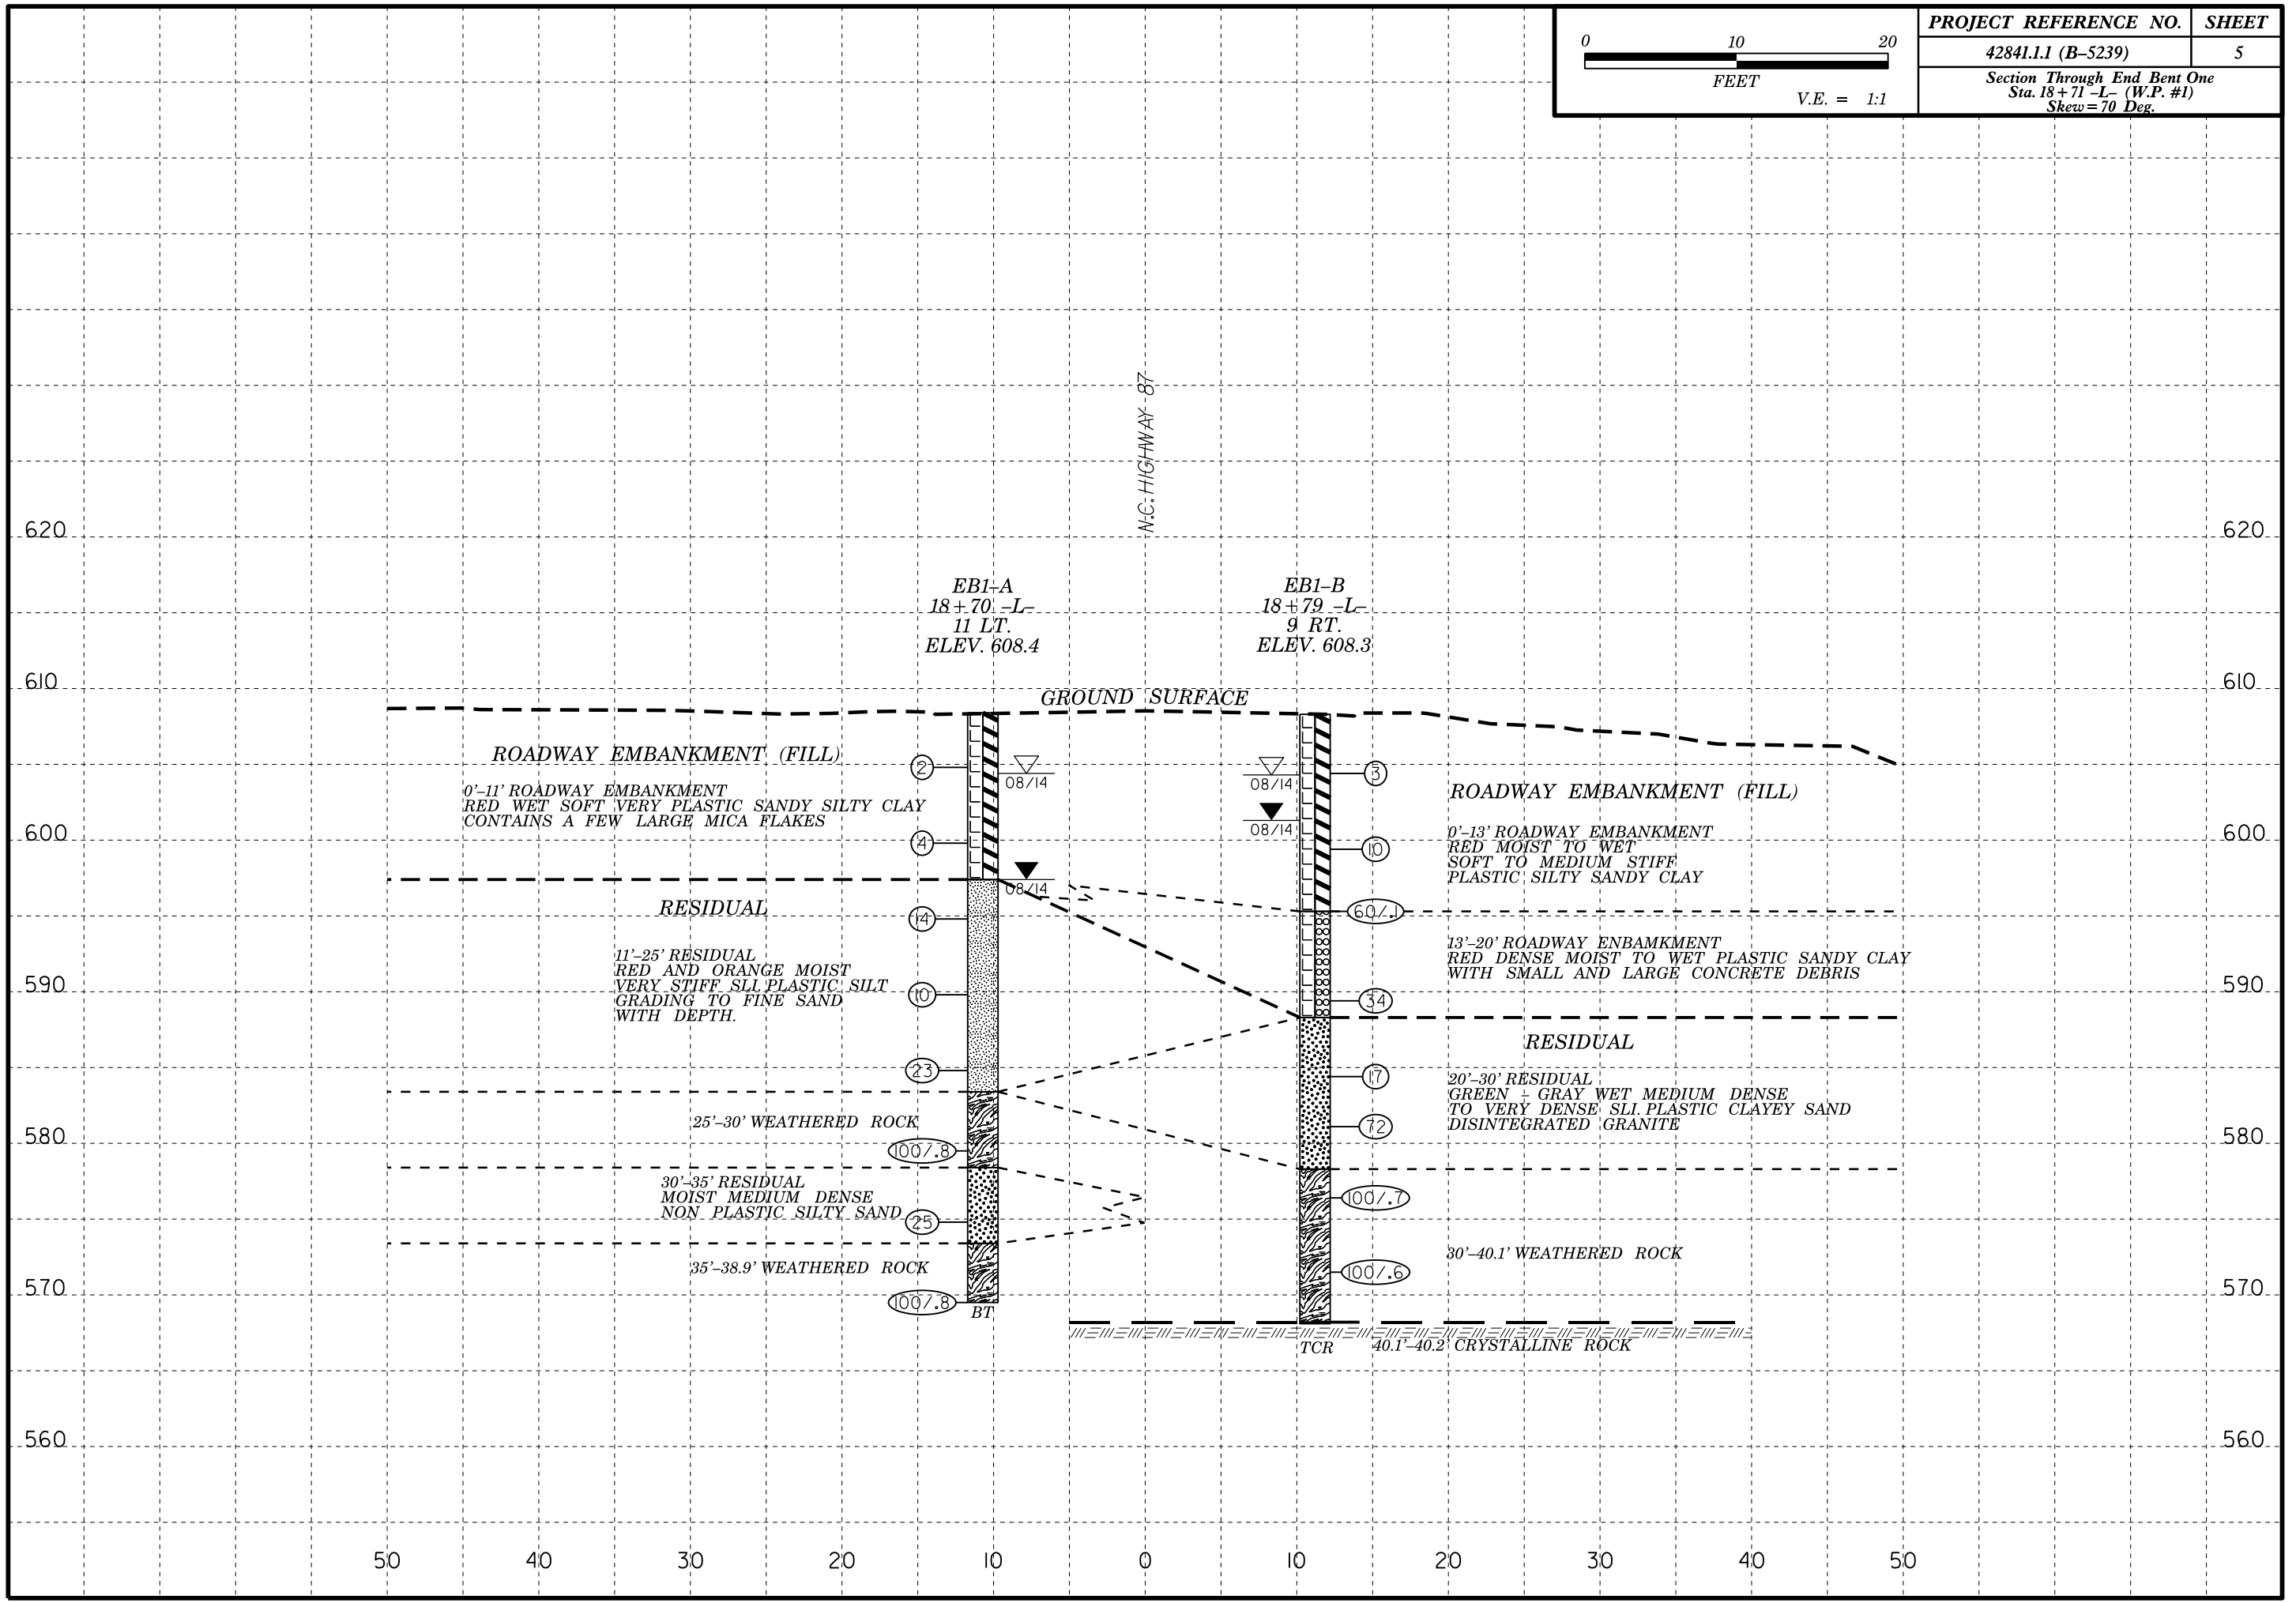 0 10 20
FEET
V.E. = 1:1
PROJECT REFERENCE NO. SHEET
42841.1.1 (B–5239) 5
Section Through End Bent One
Sta. 18+71 –L– (W.P. #1)
Skew=70 Deg.
N.C. HIGHWAY 87
620 620
EB1–A
18+70 –L–
11 LT.
ELEV. 608.4
EB1–B
18+79 –L–
9 RT.
ELEV. 608.3
610 610
GROUND SURFACE
ROADWAY EMBANKMENT (FILL)
2
08/14
08/14
3
0'–11' ROADWAY EMBANKMENT
RED WET SOFT VERY PLASTIC SANDY SILTY CLAY
CONTAINS A FEW LARGE MICA FLAKES
ROADWAY EMBANKMENT (FILL)
08/14
600 600
4
10
0'–13' ROADWAY EMBANKMENT
RED MOIST TO WET
SOFT TO MEDIUM STIFF
PLASTIC SILTY SANDY CLAY
08/14
RESIDUAL
14
60/.1
11'–25' RESIDUAL
RED AND ORANGE MOIST
VERY STIFF SLI. PLASTIC SILT
GRADING TO FINE SAND
WITH DEPTH.
13'–20' ROADWAY ENBAMKMENT
RED DENSE MOIST TO WET PLASTIC SANDY CLAY
WITH SMALL AND LARGE CONCRETE DEBRIS
590 590
10
34
RESIDUAL
23
17
20'–30' RESIDUAL
GREEN – GRAY WET MEDIUM DENSE
TO VERY DENSE SLI. PLASTIC CLAYEY SAND
DISINTEGRATED GRANITE
25'–30' WEATHERED ROCK
72
580 580
100/.8
30'–35' RESIDUAL
MOIST MEDIUM DENSE
NON PLASTIC SILTY SAND
100/.7
25
35'–38.9' WEATHERED ROCK
30'–40.1' WEATHERED ROCK
100/.6
570 570
100/.8
BT
TCR
40.1'–40.2' CRYSTALLINE ROCK
560 560
50 40 30 20 10 0 10 20 30 40 50